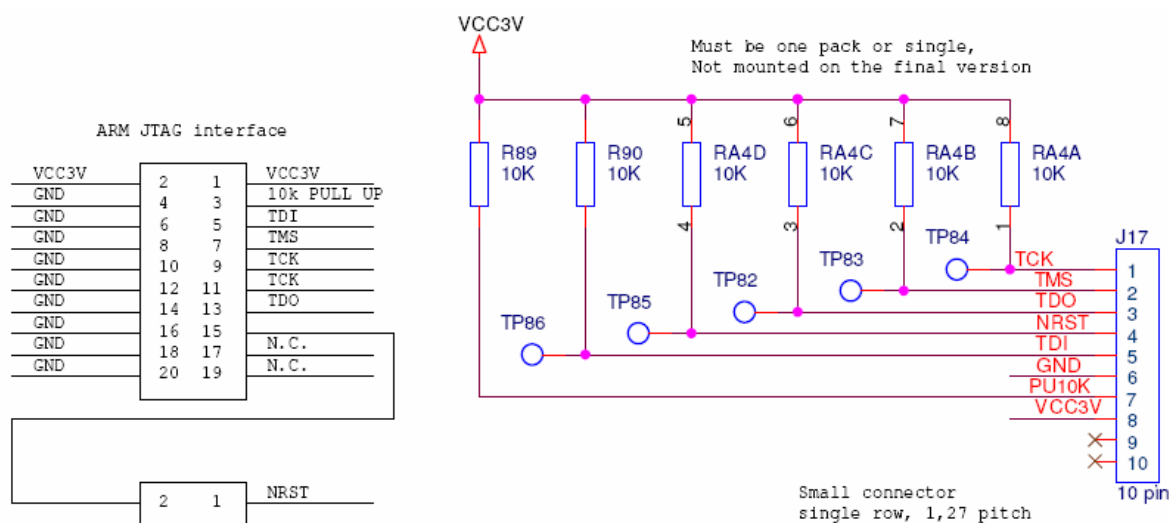 ARM JTAG interface
VCC3V 2 1 VCC3V
GND 4 3 10k PULL UP
GND 6 5 TDI
GND 8 7 TMS
GND 10 9 TCK
GND 12 11 TCK
GND 14 13 TDO
GND 16 15
GND 18 17 N.C.
GND 20 19 N.C.
2 1 NRST
VCC3V
Must be one pack or single,
Not mounted on the final version
5 6 7 8
R89 R90 RA4D RA4C RA4B RA4A
10K 10K 10K 10K 10K 10K
4 3 2 1
J17
TP84 TCK 1
TP83 TMS 2
TP82 TDO 3
TP85 NRST 4
TP86 TDI 5
GND 6
PU10K 7
VCC3V 8
9
10
10 pin
Small connector
single row, 1,27 pitch